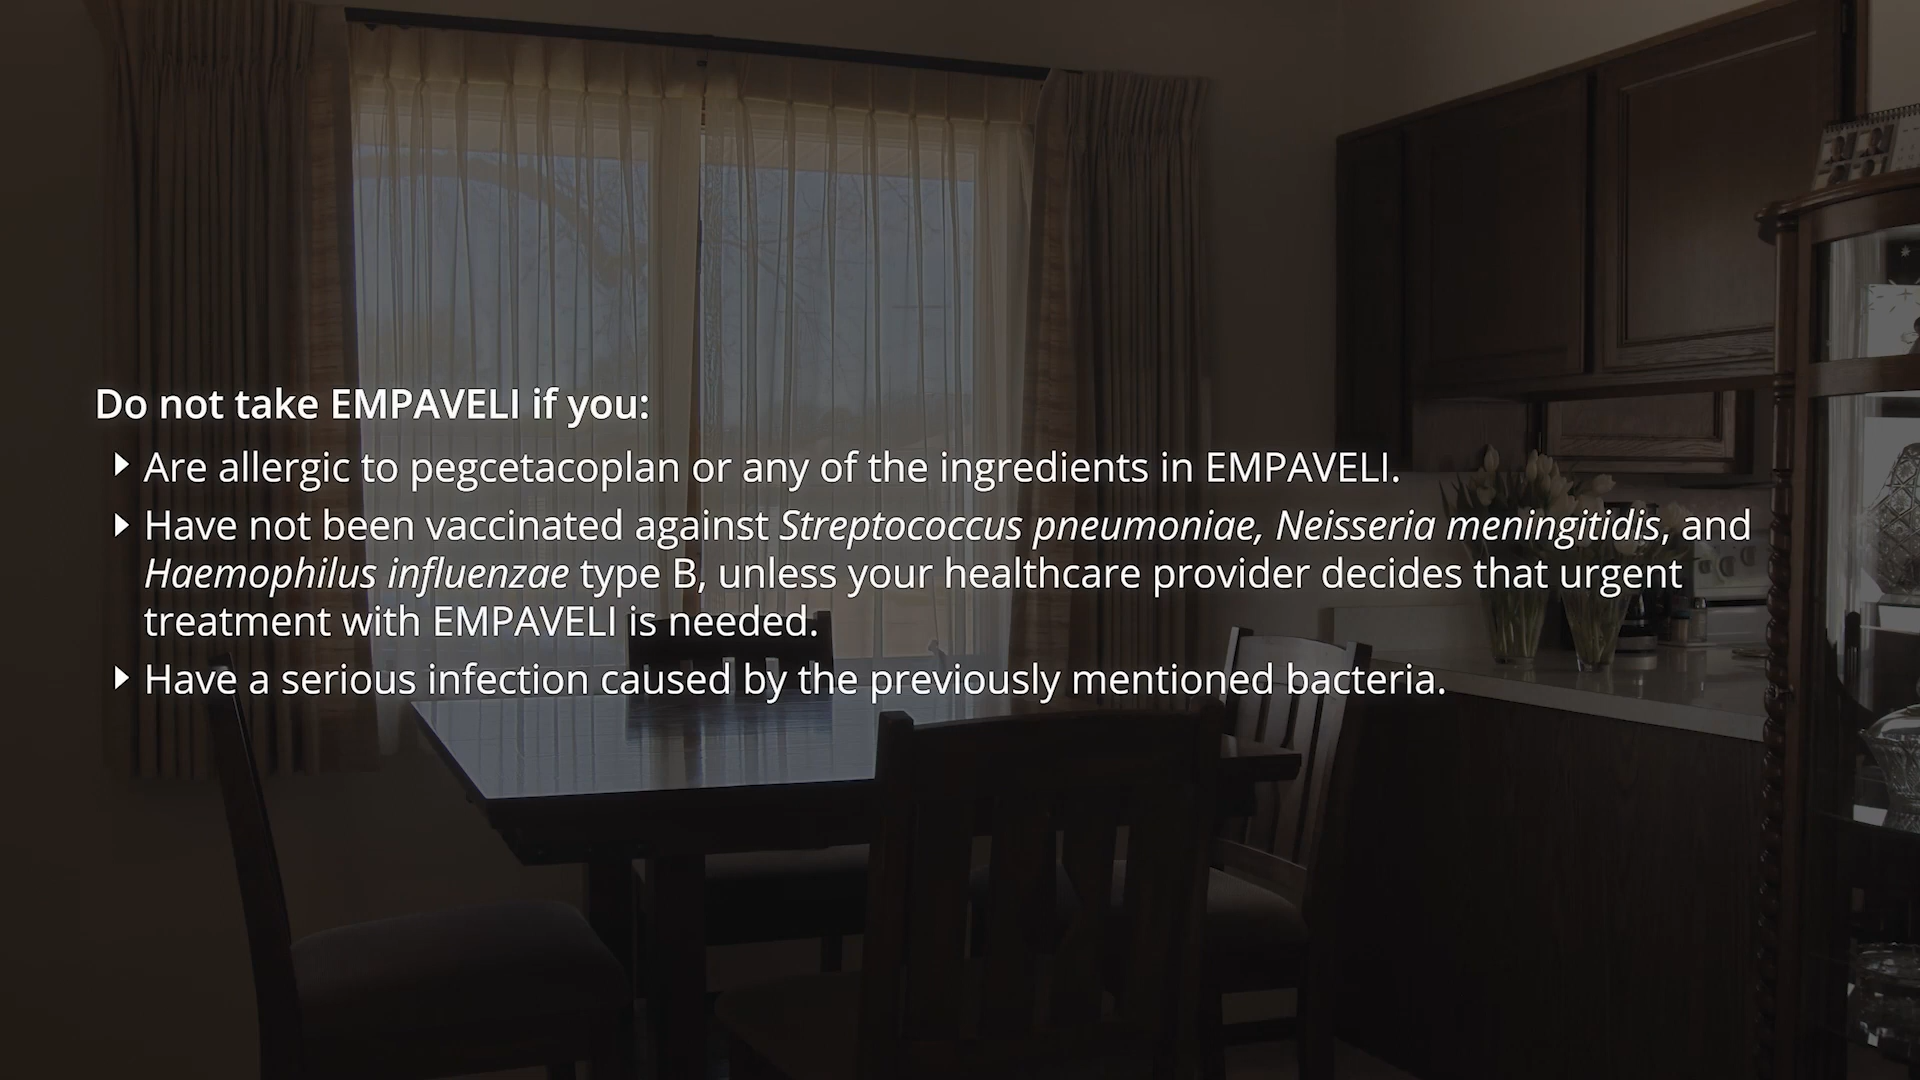 Do not take EMPAVELI if you:
Are allergic to pegcetacoplan or any of the ingredients in EMPAVELI.
Have not been vaccinated against Streptococcus pneumoniae, Neisseria meningitidis, and
Haemophilus influenzae type B, unless your healthcare provider decides that urgent
treatment with EMPAVELI is needed.
Have a serious infection caused by the previously mentioned bacteria.